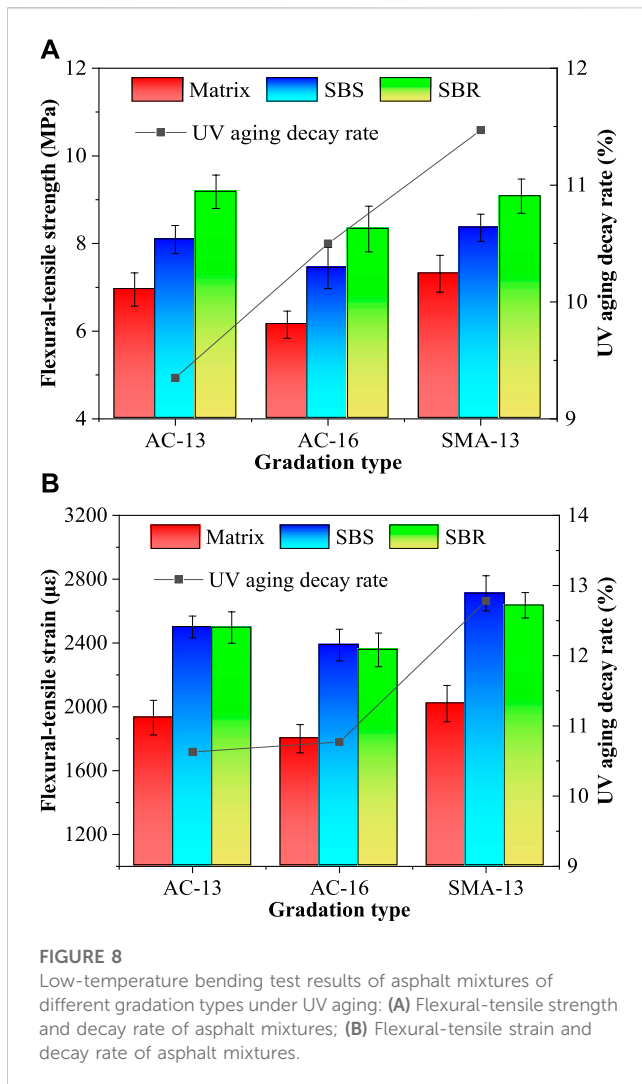 A
12
10
8
6
4
Flexural-tensile strength (MPa)
Matrix SBS SBR
UV aging decay rate
12
11
10
9
UV aging decay rate (%)
AC-13 AC-16 SMA-13
Gradation type
B
3200
2800
2400
2000
1600
1200
Flexural-tensile strain (με)
Matrix SBS SBR
UV aging decay rate
14
13
12
11
10
9
UV aging decay rate (%)
AC-13 AC-16 SMA-13
Gradation type
FIGURE 8
Low-temperature bending test results of asphalt mixtures of
different gradation types under UV aging: (A) Flexural-tensile strength
and decay rate of asphalt mixtures; (B) Flexural-tensile strain and
decay rate of asphalt mixtures.